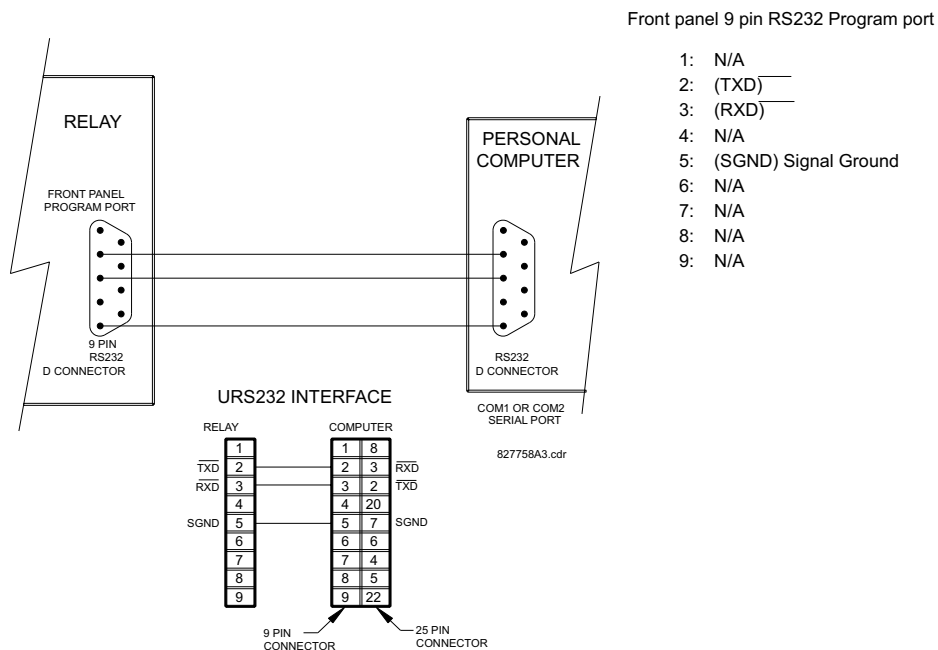 Front panel 9 pin RS232 Program port
1: N/A
2: (TXD)
3: (RXD)
4: N/A
5: (SGND) Signal Ground
6: N/A
7: N/A
8: N/A
9: N/A
RELAY
FRONT PANEL
PROGRAM PORT
9 PIN
RS232
D CONNECTOR
PERSONAL
COMPUTER
RS232
D CONNECTOR
COM1 OR COM2
SERIAL PORT
827758A3.cdr
URS232 INTERFACE
RELAY COMPUTER
1 1 8
TXD 2 2 3 RXD
RXD 3 3 2 TXD
4 4 20
SGND 5 5 7 SGND
6 6 6
7 7 4
8 8 5
9 9 22
9 PIN
CONNECTOR
25 PIN
CONNECTOR